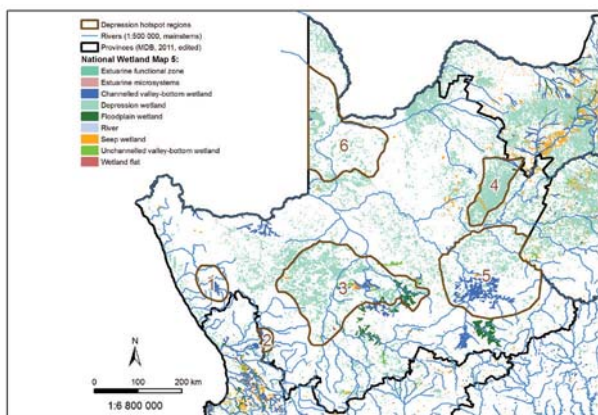 Depression hotspot regions
Rivers (1:500 000, mainstems)
Provinces (MDB, 2011, edited)
National Wetland Map 5:
Estuarine functional zone
Estuarine microsystems
Channelled valley-bottom wetland
Depression wetland
Floodplain wetland
River
Seep wetland
Unchannelled valley-bottom wetland
Wetland flat
6
4
1
3
5
2
N
0 100 200 km
1:6 800 000